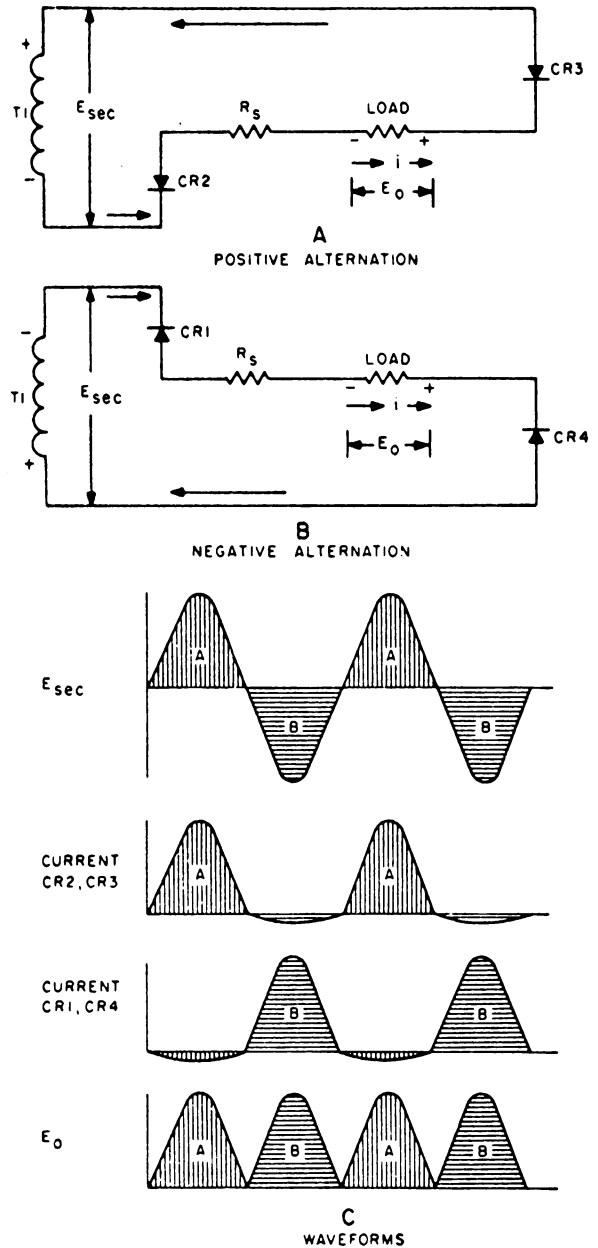 +
CR3
T1
E sec
R s
LOAD
- +
i
-
CR2
E o
A
POSITIVE ALTERNATION
-
CR1
R s
LOAD
T1
E sec
- +
i
CR4
E o
+
B
NEGATIVE ALTERNATION
A A
E sec
B B
CURRENT
CR2, CR3
A A
CURRENT
CR1, CR4
B B
E o
A B A B
C
WAVEFORMS